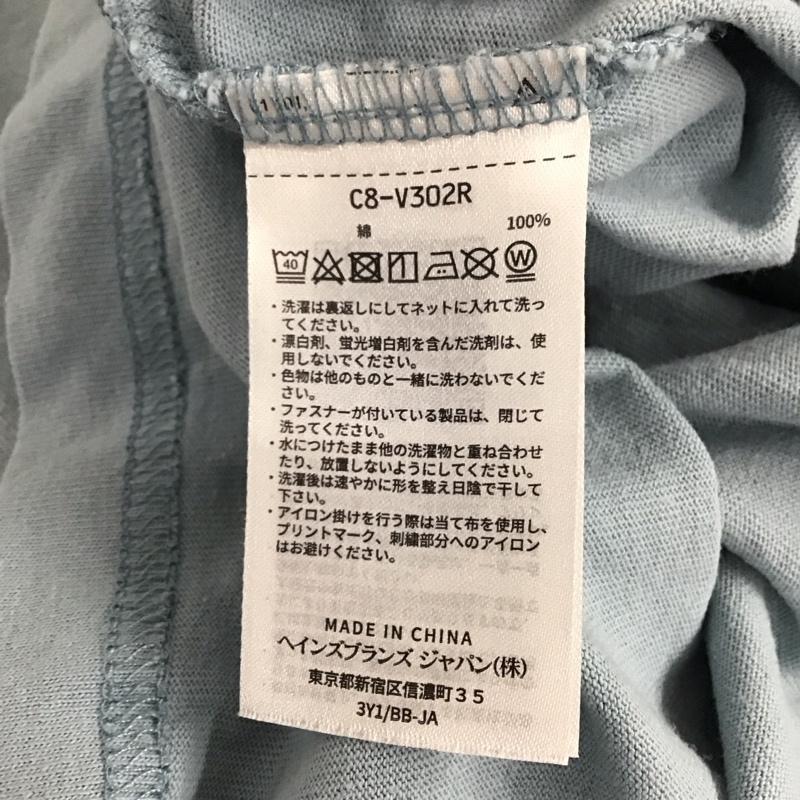 C8-V302R
綿 100%
40 W
・洗濯は裏返しにしてネットに入れて洗っ
てください。
・漂白剤、蛍光増白剤を含んだ洗剤は、使
用しないでください。
・色物は他のものと一緒に洗わないでくだ
さい。
・ファスナーが付いている製品は、閉じて
洗ってください。
・水につけたまま他の洗濯物と重ね合わせ
たり、放置しないようにしてください。
・洗濯後は速やかに形を整え日陰で干して
下さい。
・アイロン掛けを行う際は当て布を使用し、
プリントマーク、刺繍部分へのアイロン
はお避けください。
MADE IN CHINA
ヘインズブランズ ジャパン(株)
東京都新宿区信濃町３５
3Y1/BB-JA